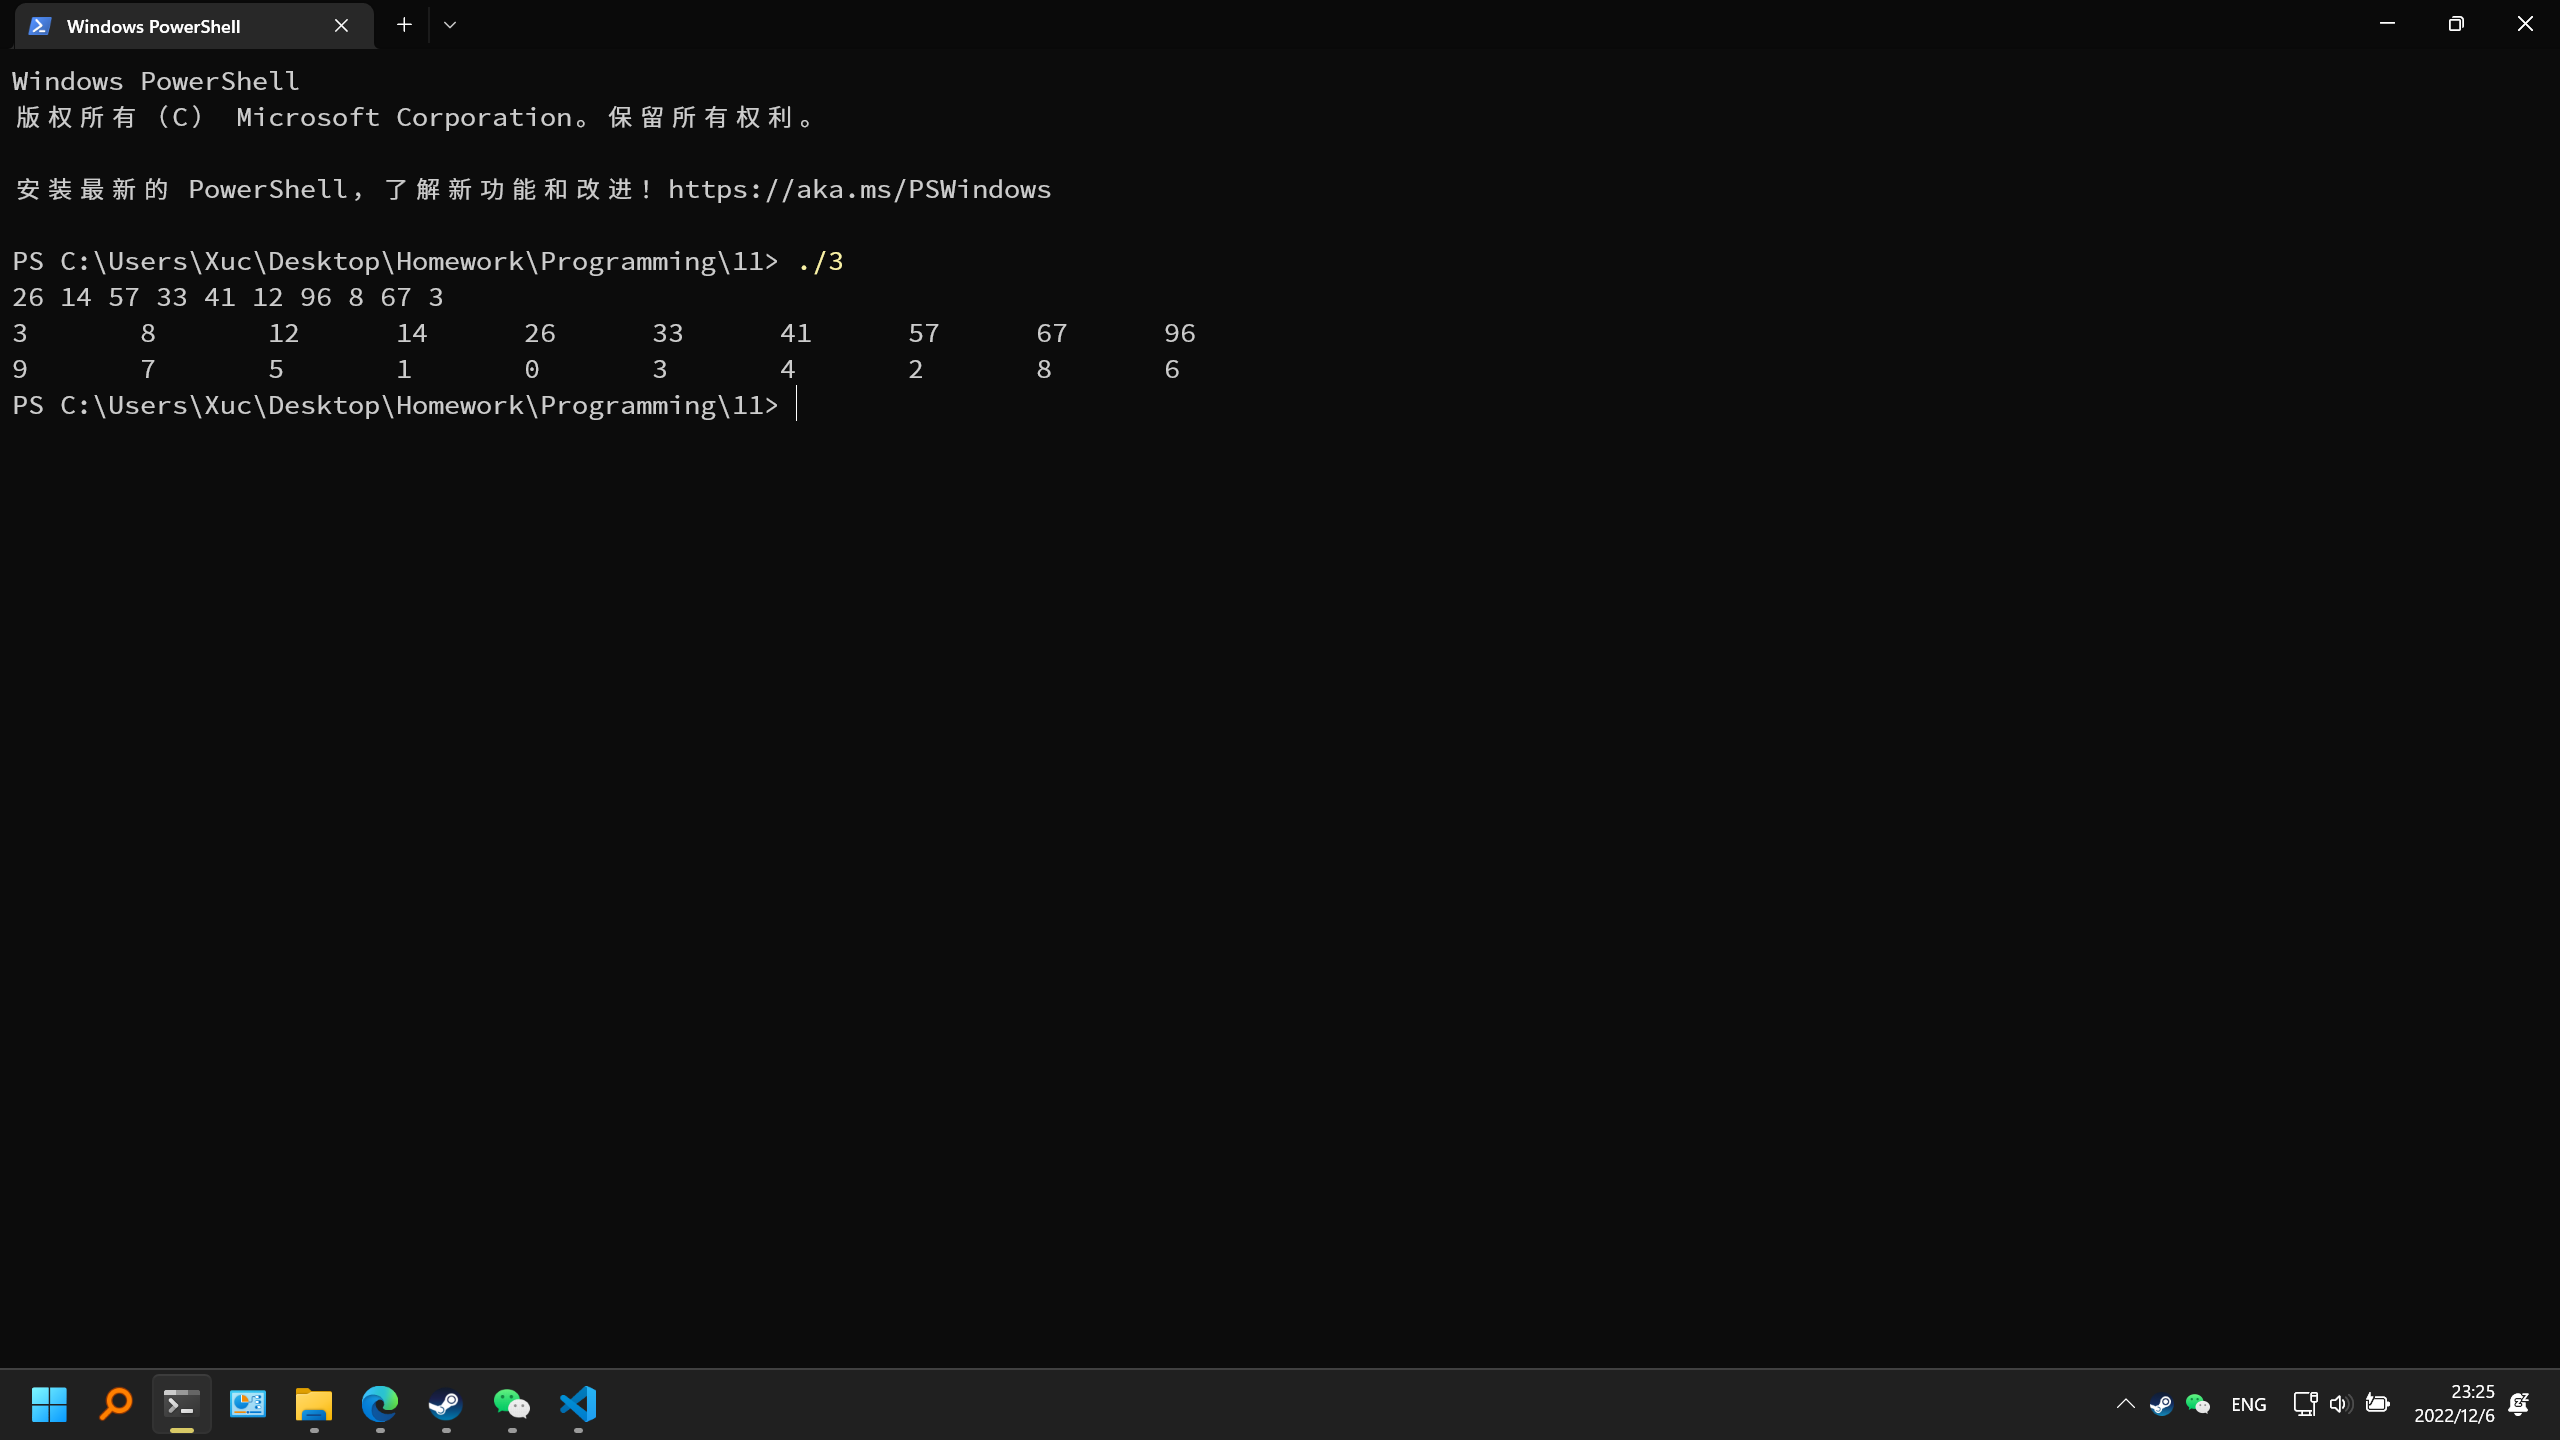 Windows PowerShell
Windows PowerShell
版权所有（C） Microsoft Corporation。保留所有权利。
安装最新的 PowerShell，了解新功能和改进！https://aka.ms/PSWindows
PS C:\Users\Xuc\Desktop\Homework\Programming\11> ./3
26 14 57 33 41 12 96 8 67 3
3 8 12 14 26 33 41 57 67 96
9 7 5 1 0 3 4 2 8 6
PS C:\Users\Xuc\Desktop\Homework\Programming\11>
ENG
23:25
2022/12/6